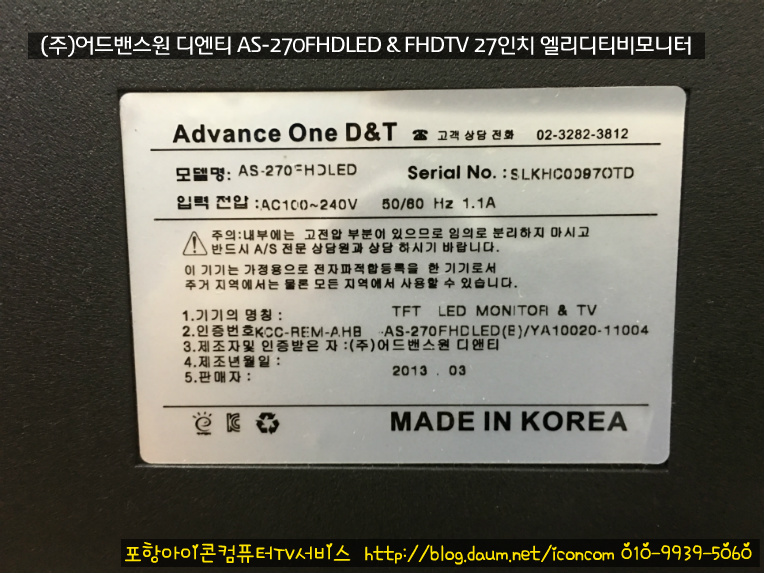 (주)어드밴스원 디엔티 AS-270FHDLED & FHDTV 27인치 엘리디티비모니터
Advance One D&T ☎ 고객 상담 전화 02-3282-3812
모델명: AS-270FHDLED Serial No. : SLKHC00970TD
입력 전압 : AC100~240V 50/60 Hz 1.1A
주의:내부에는 고전압 부분이 있으므로 임의로 분리하지 마시고
반드시 A/S 전문 상담원과 상담 하시기 바랍니다.
이 기기는 가정용으로 전자파적합등록을 한 기기로서
주거 지역에서는 물론 모든 지역에서 사용할 수 있습니다.
1.기기의 명칭 : TFT LED MONITOR & TV
2.인증번호KCC-REM-AHB -AS-270FHDLED(B)/YA10020-11004
3.제조자및 인증받은 자 :(주)어드밴스원 디앤티
4.제조년월일 : 2013 . 03
5.판매자 :
MADE IN KOREA
포항아이콘컴퓨터TV서비스 http://blog.daum.net/iconcom 010-9939-5060